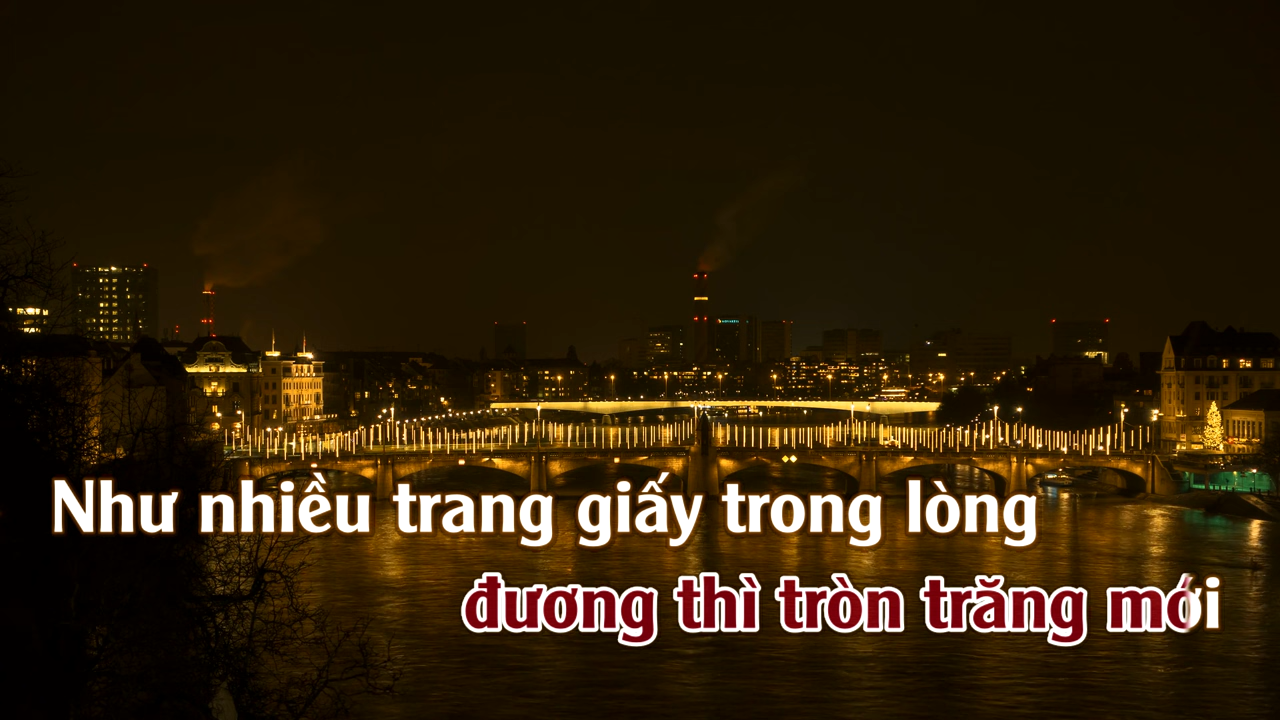 Như nhiều trang giấy trong lòng
đương thì tròn trăng mới